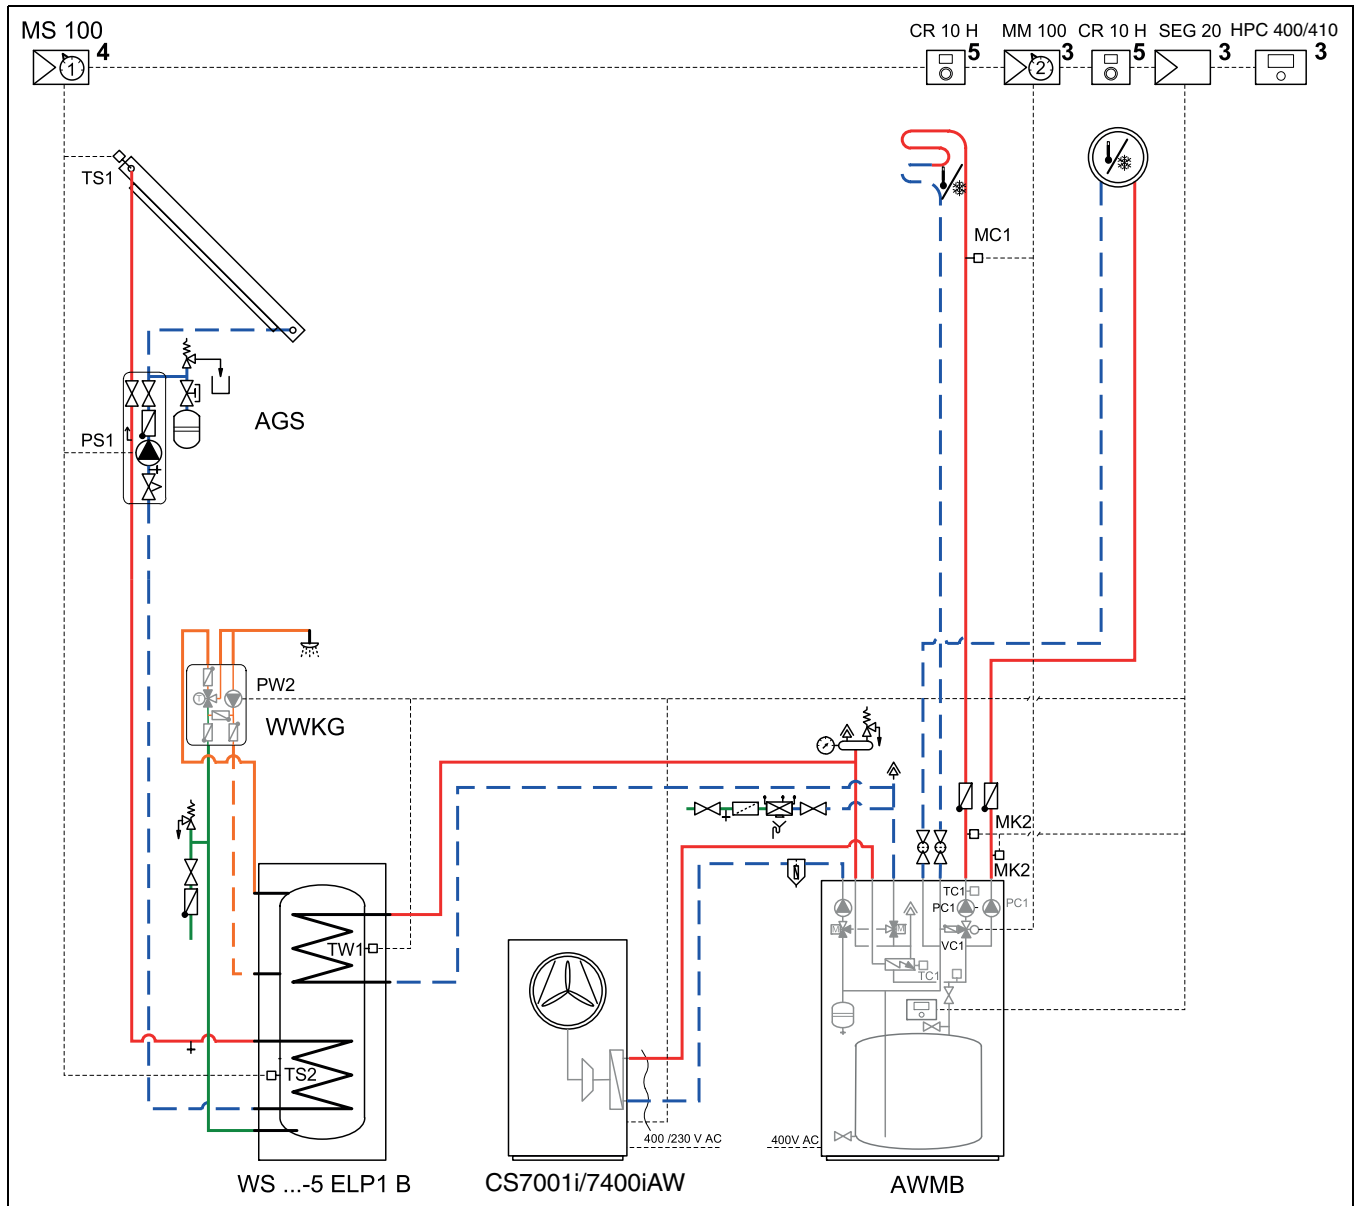 MS 100
4
CR 10 H
5
MM 100
3
CR 10 H
5
SEG 20
3
HPC 400/410
3
1
2
TS1
MC1
AGS
PS1
PW2
T
WWKG
MK2
MK2
TC1
PC1
PC1
M
M
VC1
TW1
TC1
TS2
400 /230 V AC
400V AC
WS ...-5 ELP1 B
CS7001i/7400iAW
AWMB